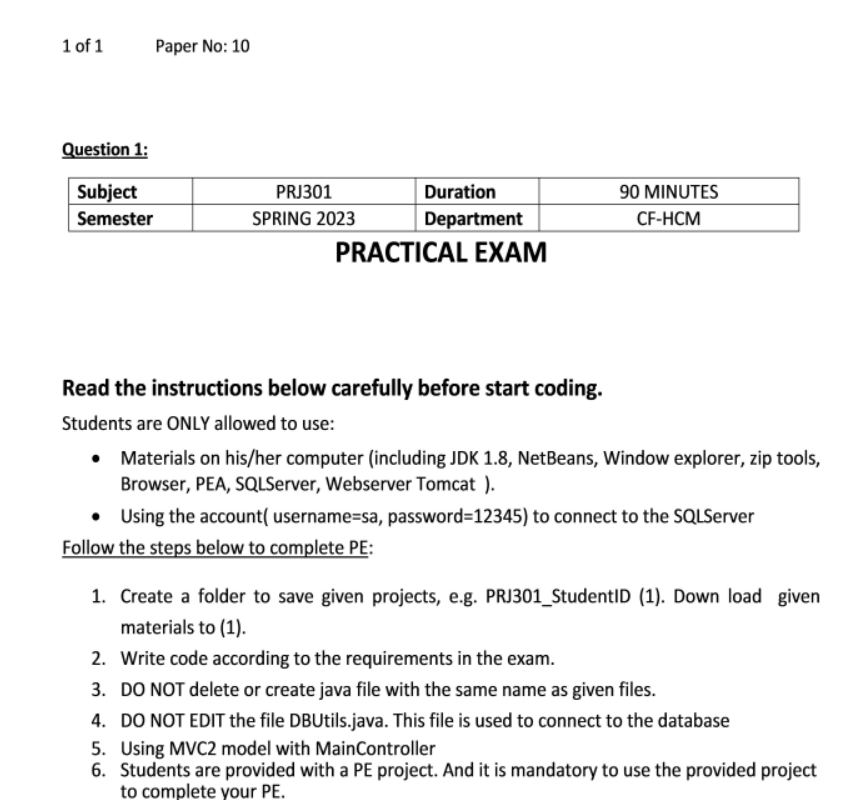 1 of 1 Paper No: 10
Question 1:
Subject PRJ301 Duration 90 MINUTES
Semester SPRING 2023 Department CF-HCM
PRACTICAL EXAM
Read the instructions below carefully before start coding.
Students are ONLY allowed to use:
• Materials on his/her computer (including JDK 1.8, NetBeans, Window explorer, zip tools,
Browser, PEA, SQLServer, Webserver Tomcat ).
• Using the account( username=sa, password=12345) to connect to the SQLServer
Follow the steps below to complete PE:
1. Create a folder to save given projects, e.g. PRJ301_StudentID (1). Down load given
materials to (1).
2. Write code according to the requirements in the exam.
3. DO NOT delete or create java file with the same name as given files.
4. DO NOT EDIT the file DBUtils.java. This file is used to connect to the database
5. Using MVC2 model with MainController
6. Students are provided with a PE project. And it is mandatory to use the provided project
to complete your PE.